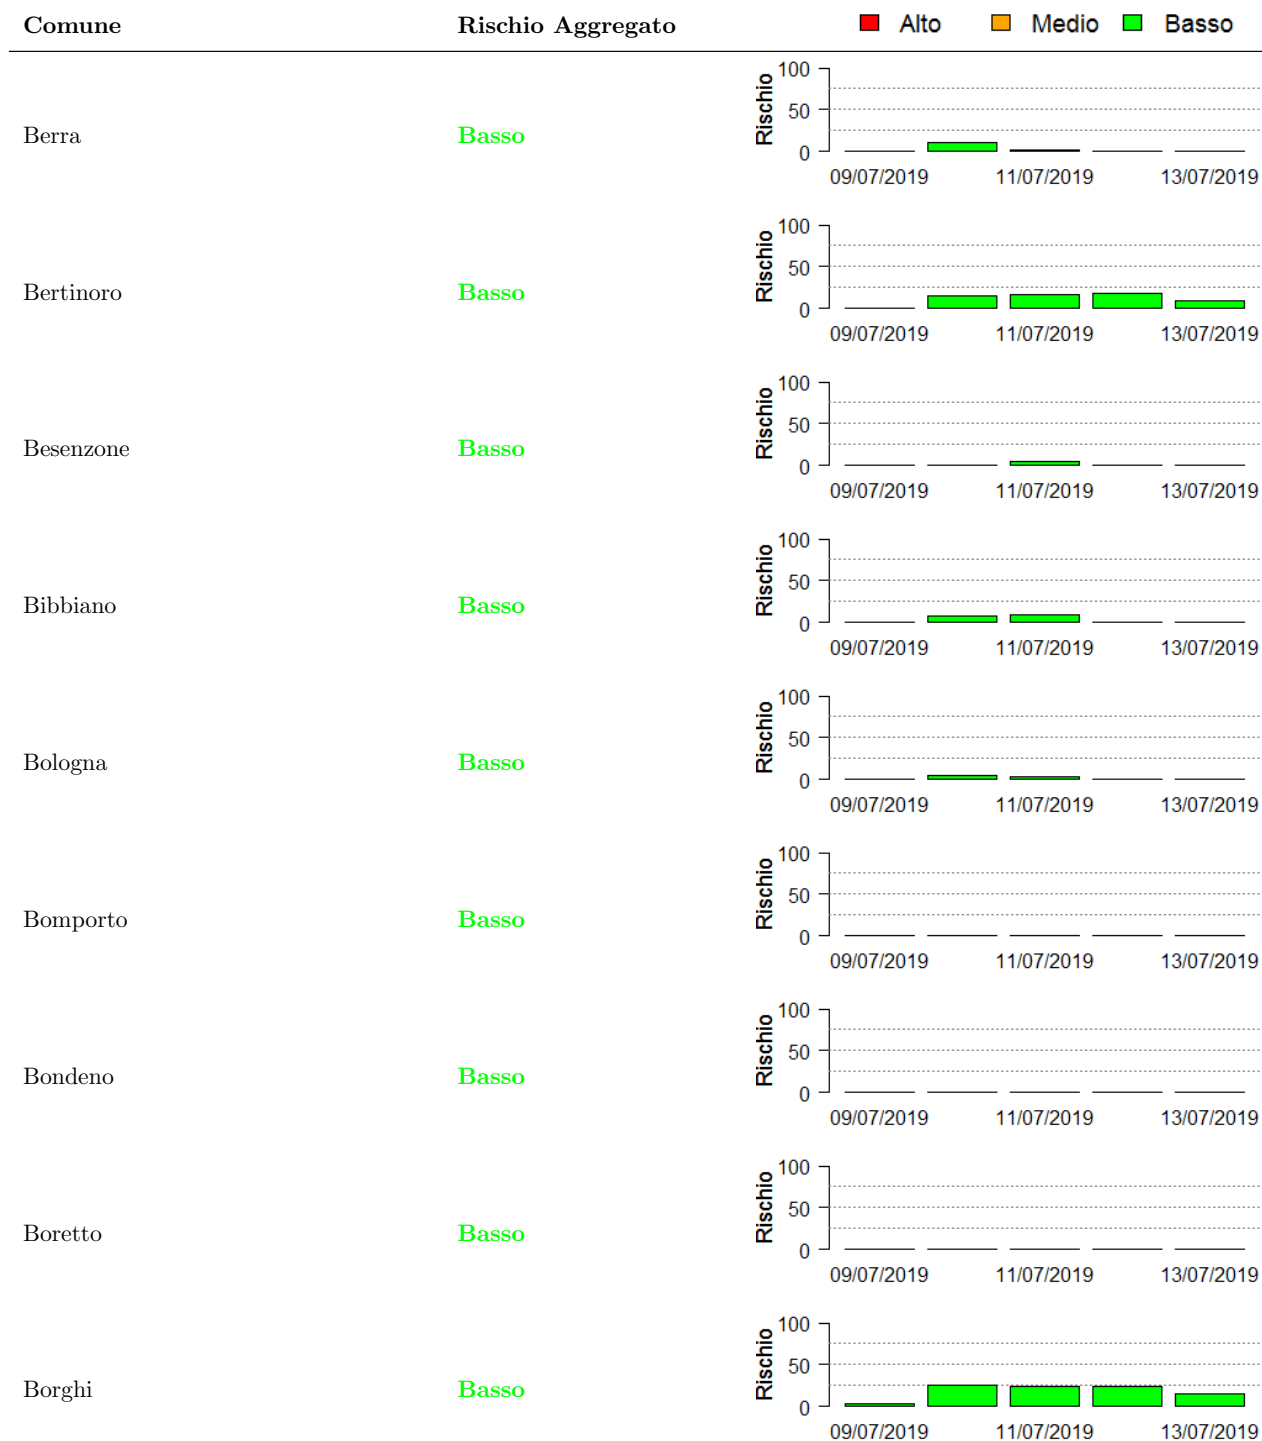 Comune Rischio Aggregato Alto Medio Basso
Berra Basso Rischio 100 50 0
09/07/2019 11/07/2019 13/07/2019
Bertinoro Basso Rischio 100 50 0
09/07/2019 11/07/2019 13/07/2019
Besenzone Basso Rischio 100 50 0
09/07/2019 11/07/2019 13/07/2019
Bibbiano Basso Rischio 100 50 0
09/07/2019 11/07/2019 13/07/2019
Bologna Basso Rischio 100 50 0
09/07/2019 11/07/2019 13/07/2019
Bomporto Basso Rischio 100 50 0
09/07/2019 11/07/2019 13/07/2019
Bondeno Basso Rischio 100 50 0
09/07/2019 11/07/2019 13/07/2019
Boretto Basso Rischio 100 50 0
09/07/2019 11/07/2019 13/07/2019
Borghi Basso Rischio 100 50 0
09/07/2019 11/07/2019 13/07/2019